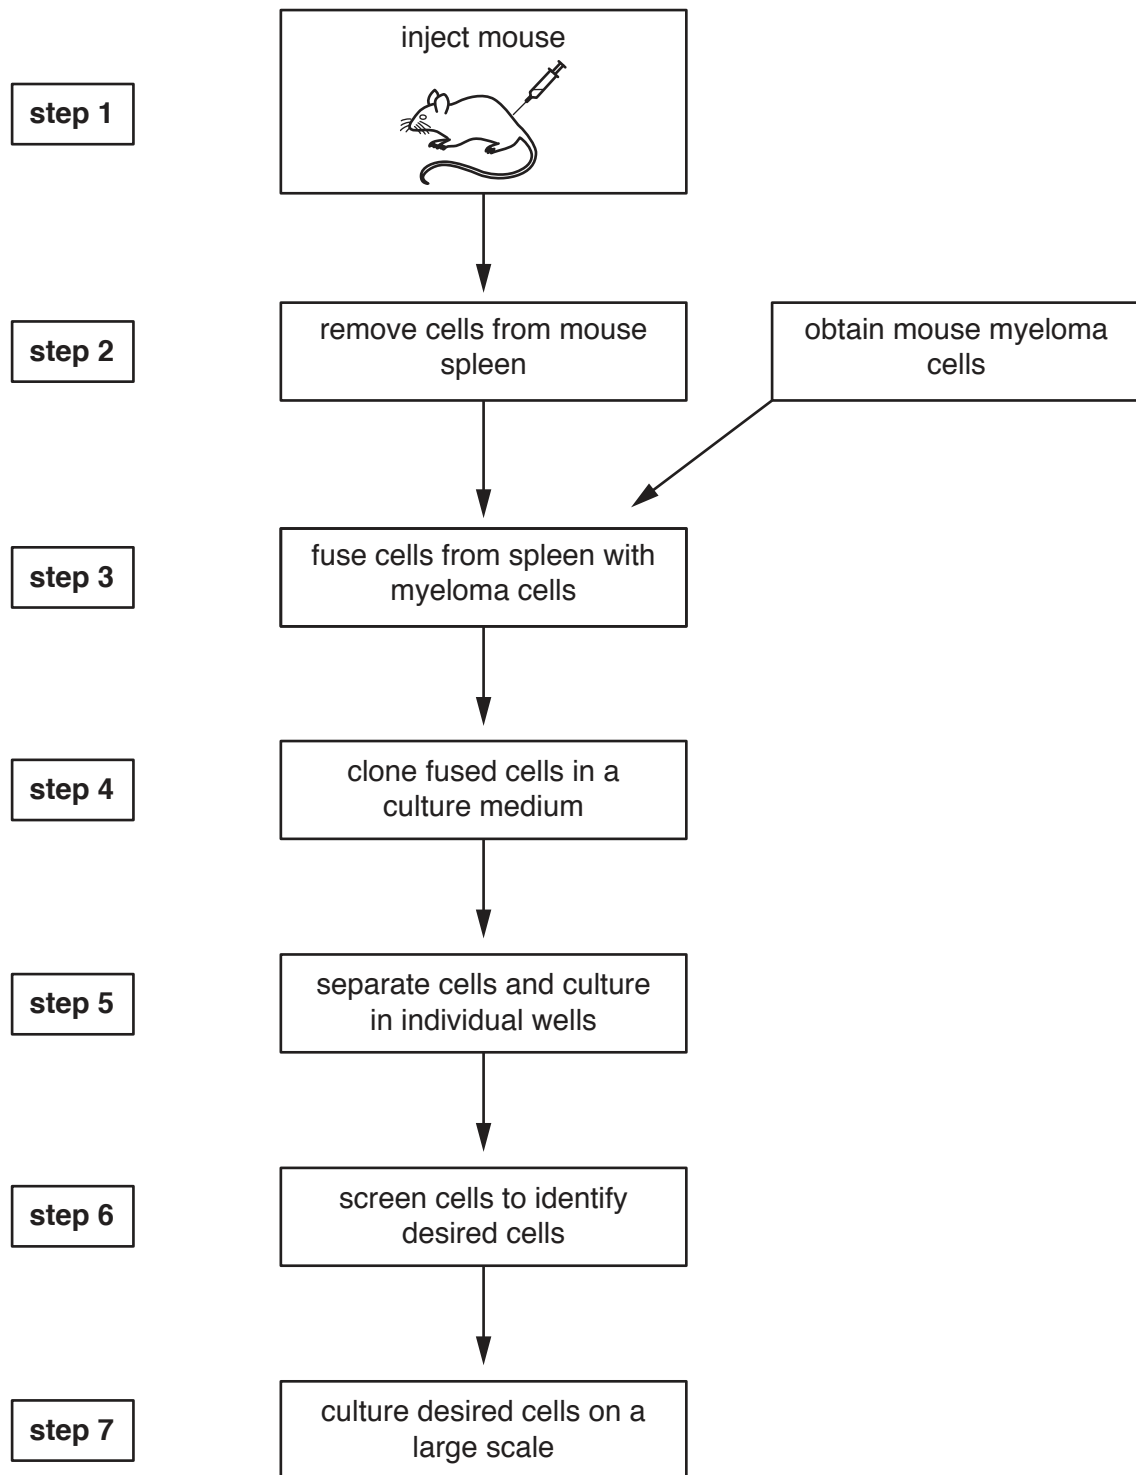 inject mouse
step 1
step 2
remove cells from mouse
spleen
obtain mouse myeloma
cells
step 3
fuse cells from spleen with
myeloma cells
step 4
clone fused cells in a
culture medium
step 5
separate cells and culture
in individual wells
step 6
screen cells to identify
desired cells
step 7
culture desired cells on a
large scale